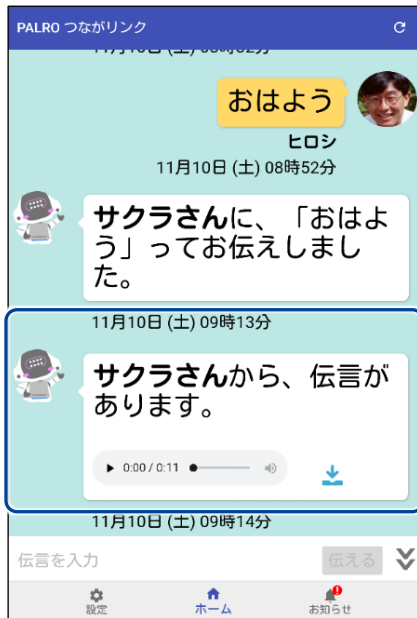 PALRO つながリンク
おはよう
ヒロシ
11月10日 (土) 08時52分
サクラさんに、「おはよ
う」ってお伝えしまし
た。
11月10日 (土) 09時13分
サクラさんから、伝言が
あります。
0:00 / 0:11
11月10日 (土) 09時14分
伝言を入力
伝える
設定
ホーム
お知らせ